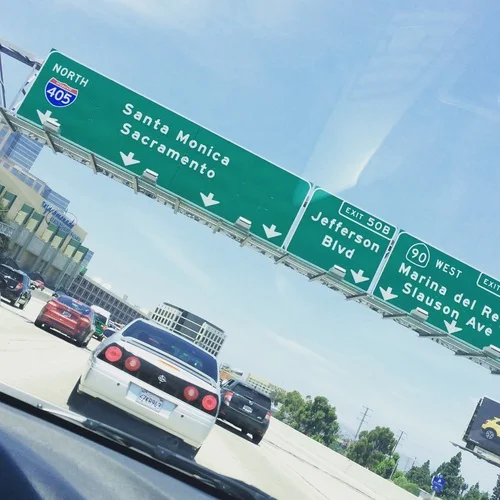 NORTH
405
Santa Monica
Sacramento
EXIT 50B
Jefferson
Blvd
90 WEST
EXIT
Marina del Re
Slauson Ave